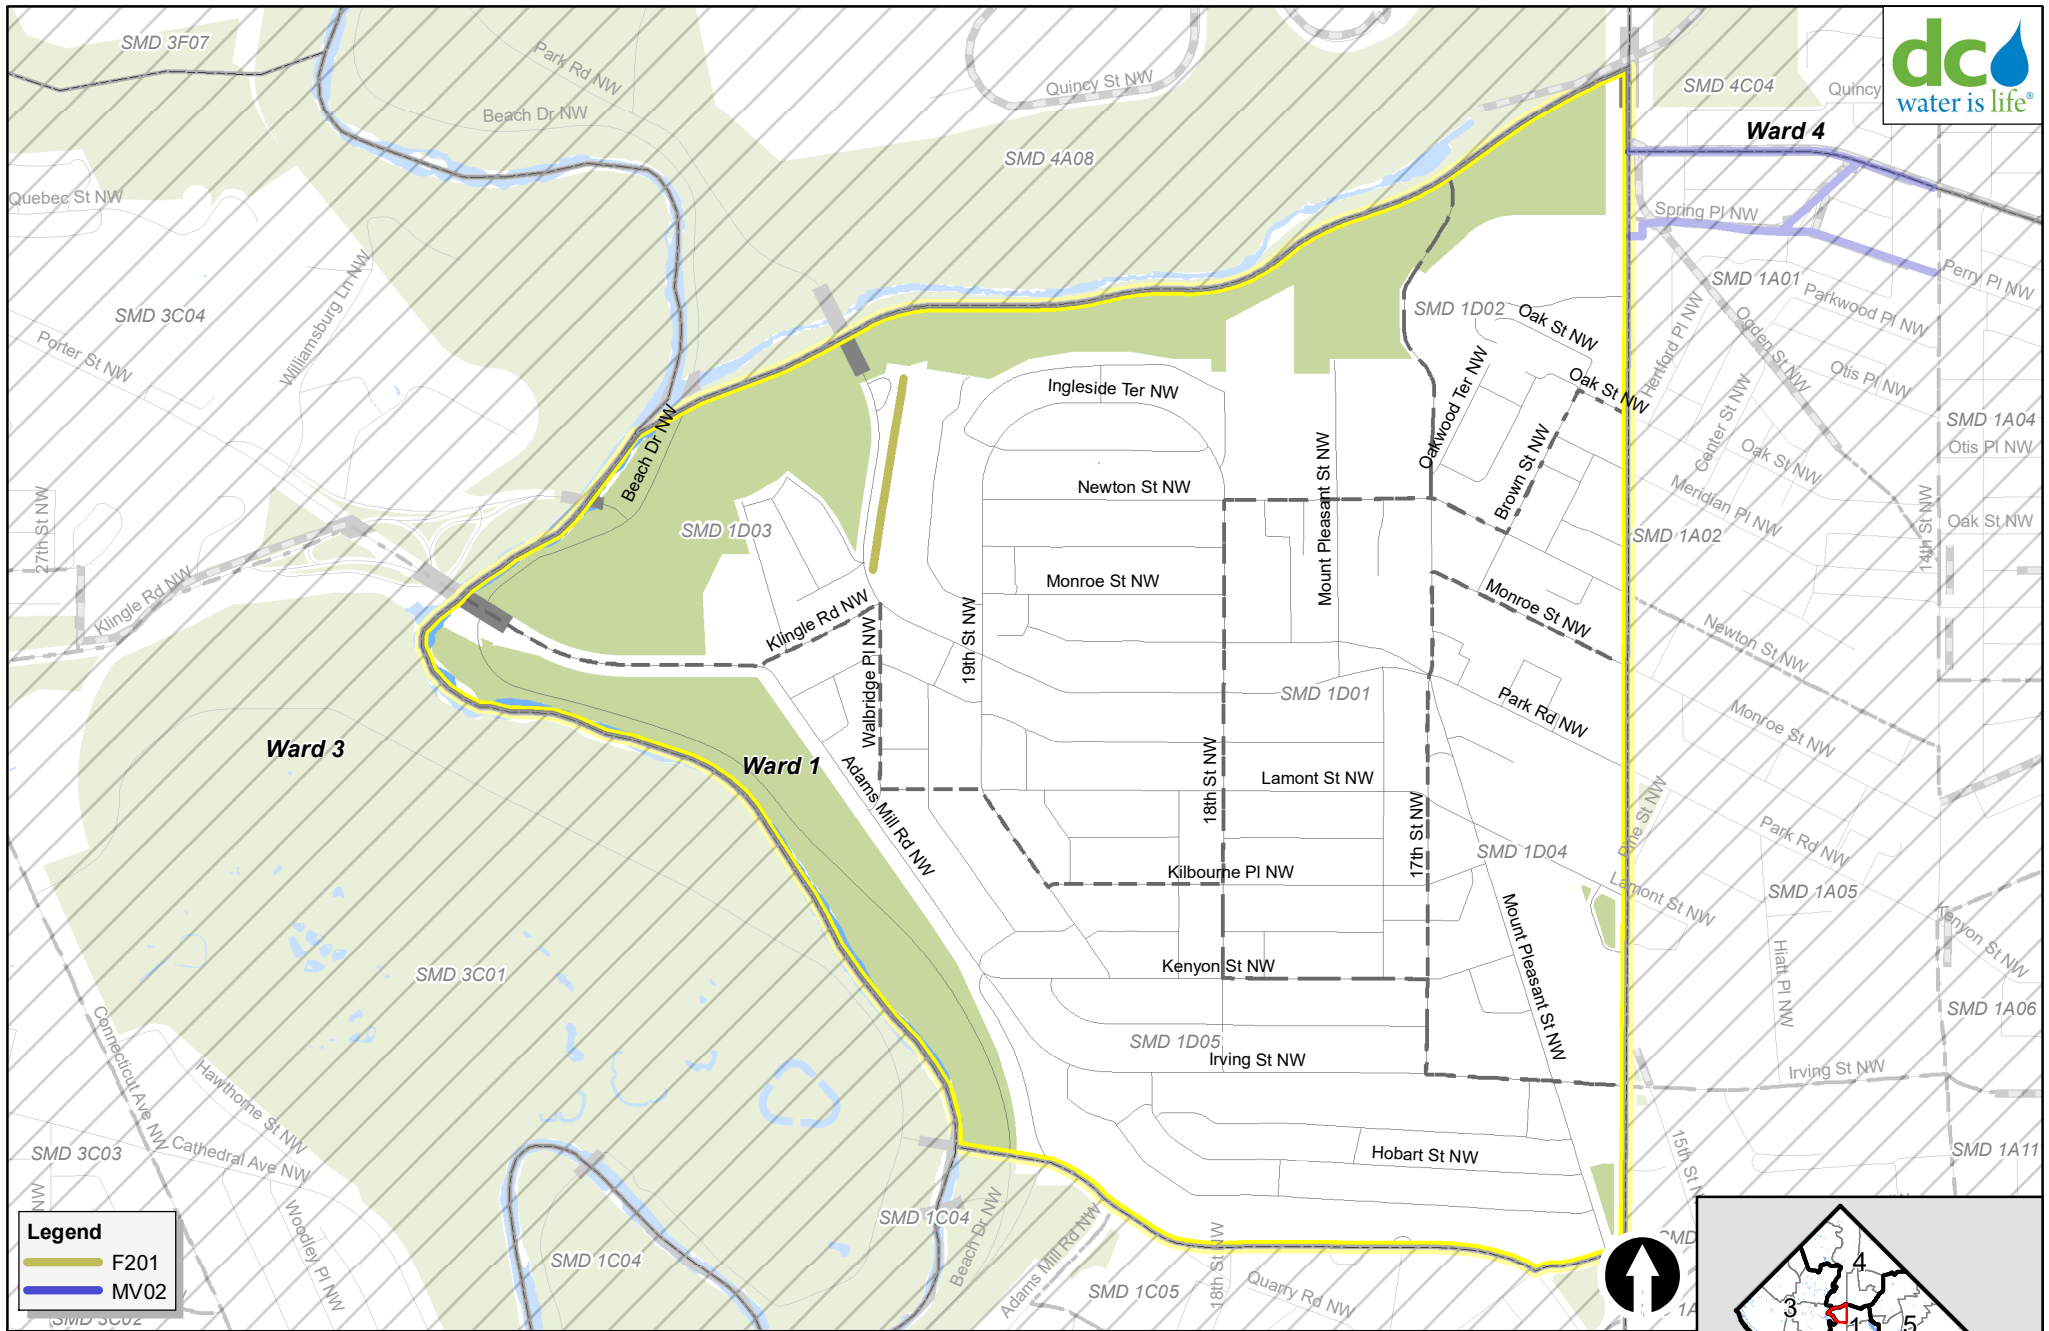 SMD 3F07
Park Rd NW
Beach Dr NW
Quincy St NW
SMD 4A08
SMD 4C04
Quincy
dc
water is life®
Ward 4
Quebec St NW
Williamsburg Ln NW
SMD 3C04
Porter St NW
Spring Pl NW
Perry Pl NW
SMD 1A01
Parkwood Pl NW
Hertford Pl NW
Ogden St NW
Otis Pl NW
Center St NW
SMD 1A04
Otis Pl NW
Oak St NW
Meridian Pl NW
14th St NW
Oak St NW
SMD 1D02
Oak St NW
Oak St NW
Oakwood Ter NW
Brown St NW
Ingleside Ter NW
Mount Pleasant St NW
Beach Dr NW
Newton St NW
SMD 1D03
27th St NW
Klingle Rd NW
SMD 1A02
Monroe St NW
Monroe St NW
Klingle Rd NW
Walbridge Pl NW
19th St NW
Newton St NW
SMD 1D01
Park Rd NW
Monroe St NW
Ward 3
Ward 1
Adams Mill Rd NW
18th St NW
Lamont St NW
17th St NW
Pine St NW
Park Rd NW
SMD 1D04
Kilbourne Pl NW
Lamont St NW
SMD 1A05
Mount Pleasant St NW
Kenyon St NW
Hiatt Pl NW
SMD 3C01
Kenyon St NW
SMD 1A06
Connecticut Ave NW
Hawthorne St NW
SMD 1D05
Irving St NW
Irving St NW
Cathedral Ave NW
SMD 3C03
Hobart St NW
15th St N
SMD 1A11
NW
Woodley Pl NW
SMD 1C04
SMD 1C04
Beach Dr NW
Adams Mill Rd NW
18th St NW
SMD 1C05
Quarry Rd NW
SMD
1A
Legend
F201
MV02
SMD 3C02
4
3
1
5